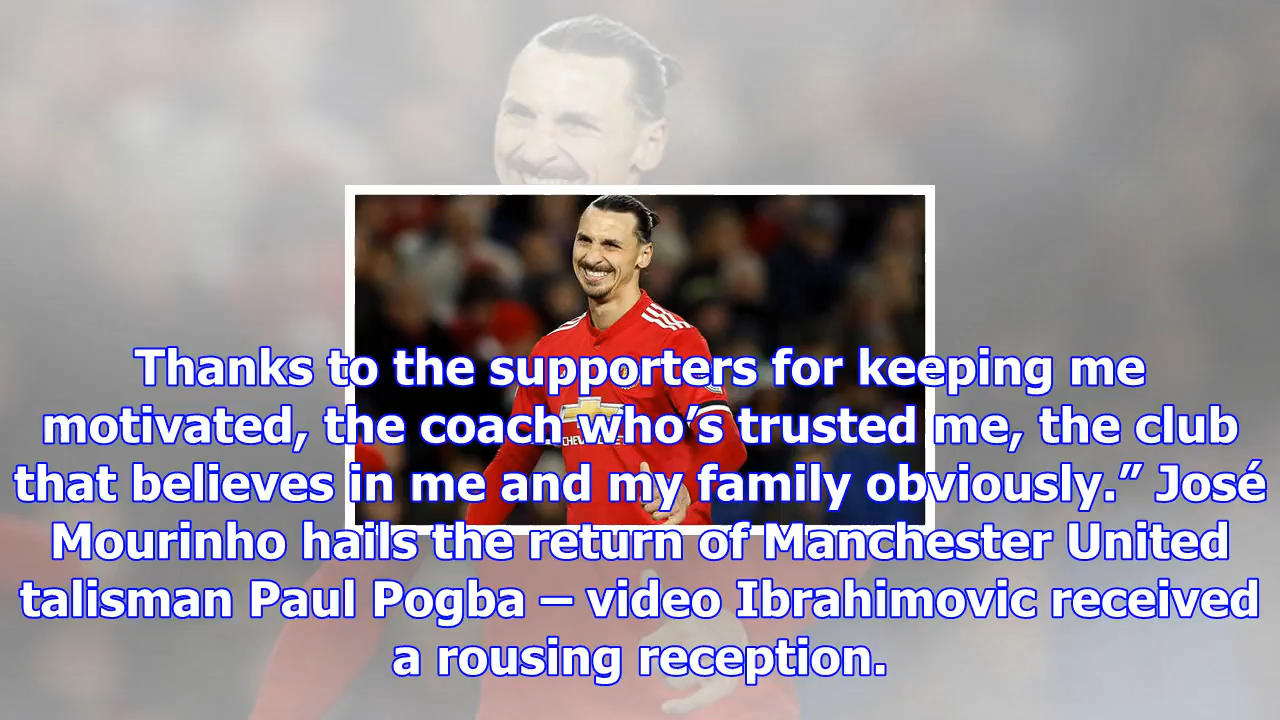 Thanks to the supporters for keeping me
motivated, the coach who’s trusted me, the club
that believes in me and my family obviously.” José
Mourinho hails the return of Manchester United
talisman Paul Pogba – video Ibrahimovic received
a rousing reception.